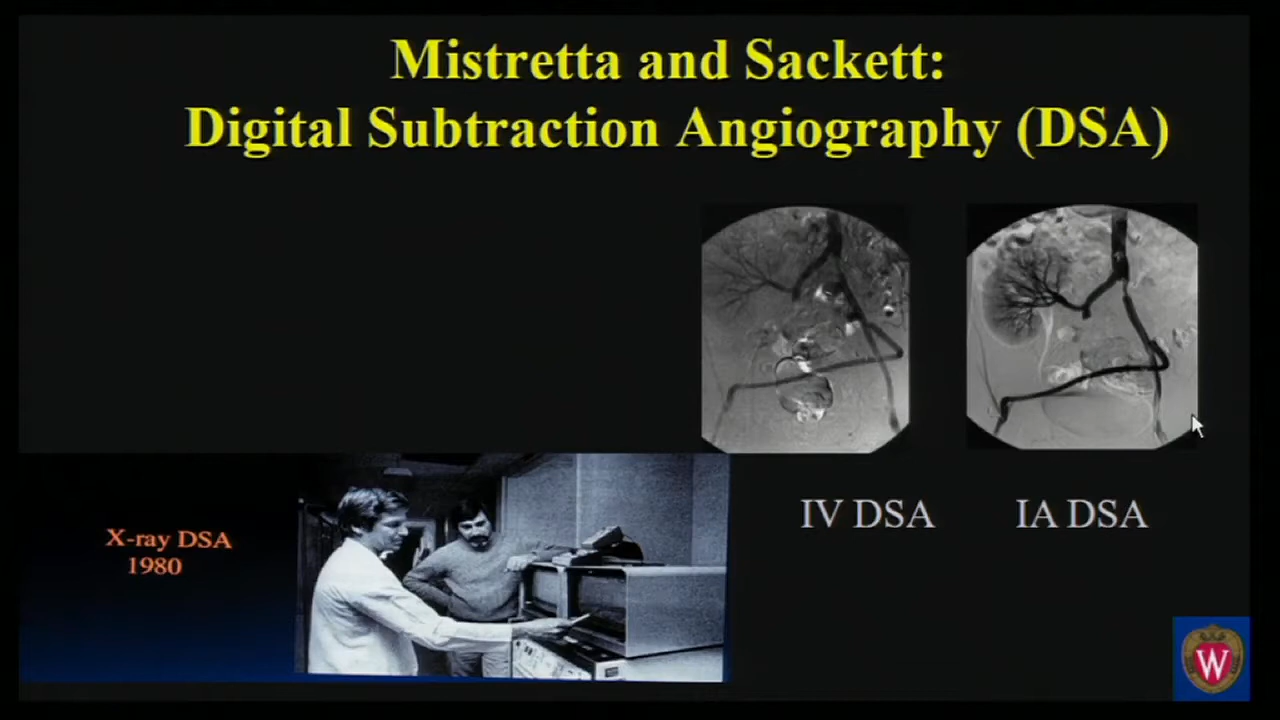 Mistretta and Sackett:
Digital Subtraction Angiography (DSA)
IV DSA
IA DSA
X-ray DSA
1980
W